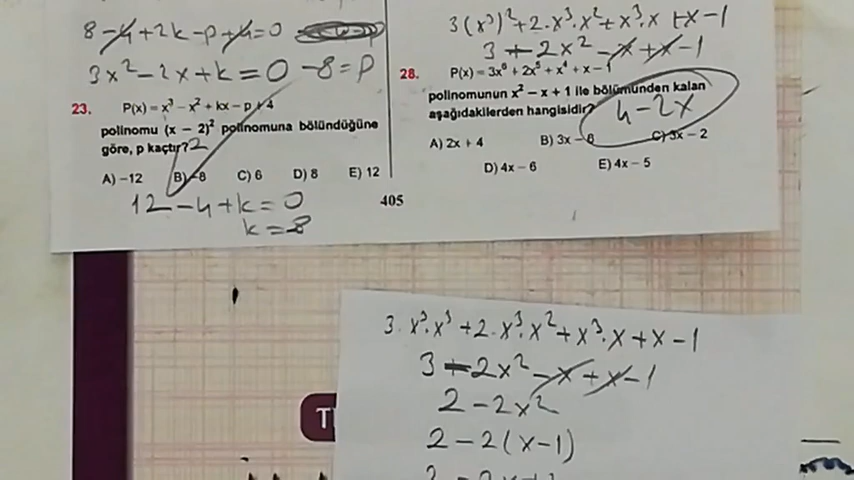 8 - 4 + 2k - p + 4 = 0
3x² - 2x + k = 0 -8 = p
23. P(x) = x³ - x² + kx - p + 4
polinomu (x - 2)² polinomuna bölündüğüne
göre, p kaçtır? 2
A) -12 B) -8 C) 6 D) 8 E) 12
12 - 4 + k = 0
k = -8
405
3(x³)² + 2·x³·x² + x³·x + x - 1
3 - 2x² - x + x - 1
28. P(x) = 3x⁶ + 2x⁵ + x⁴ + x - 1
polinomunun x² - x + 1 ile bölümünden kalan
aşağıdakilerden hangisidir?
4 - 2x
A) 2x + 4 B) 3x - 6 C) 3x - 2
D) 4x - 6 E) 4x - 5
3·x³·x³ + 2·x³·x² + x³·x + x - 1
3 - 2x² - x + x - 1
2 - 2x²
2 - 2(x - 1)